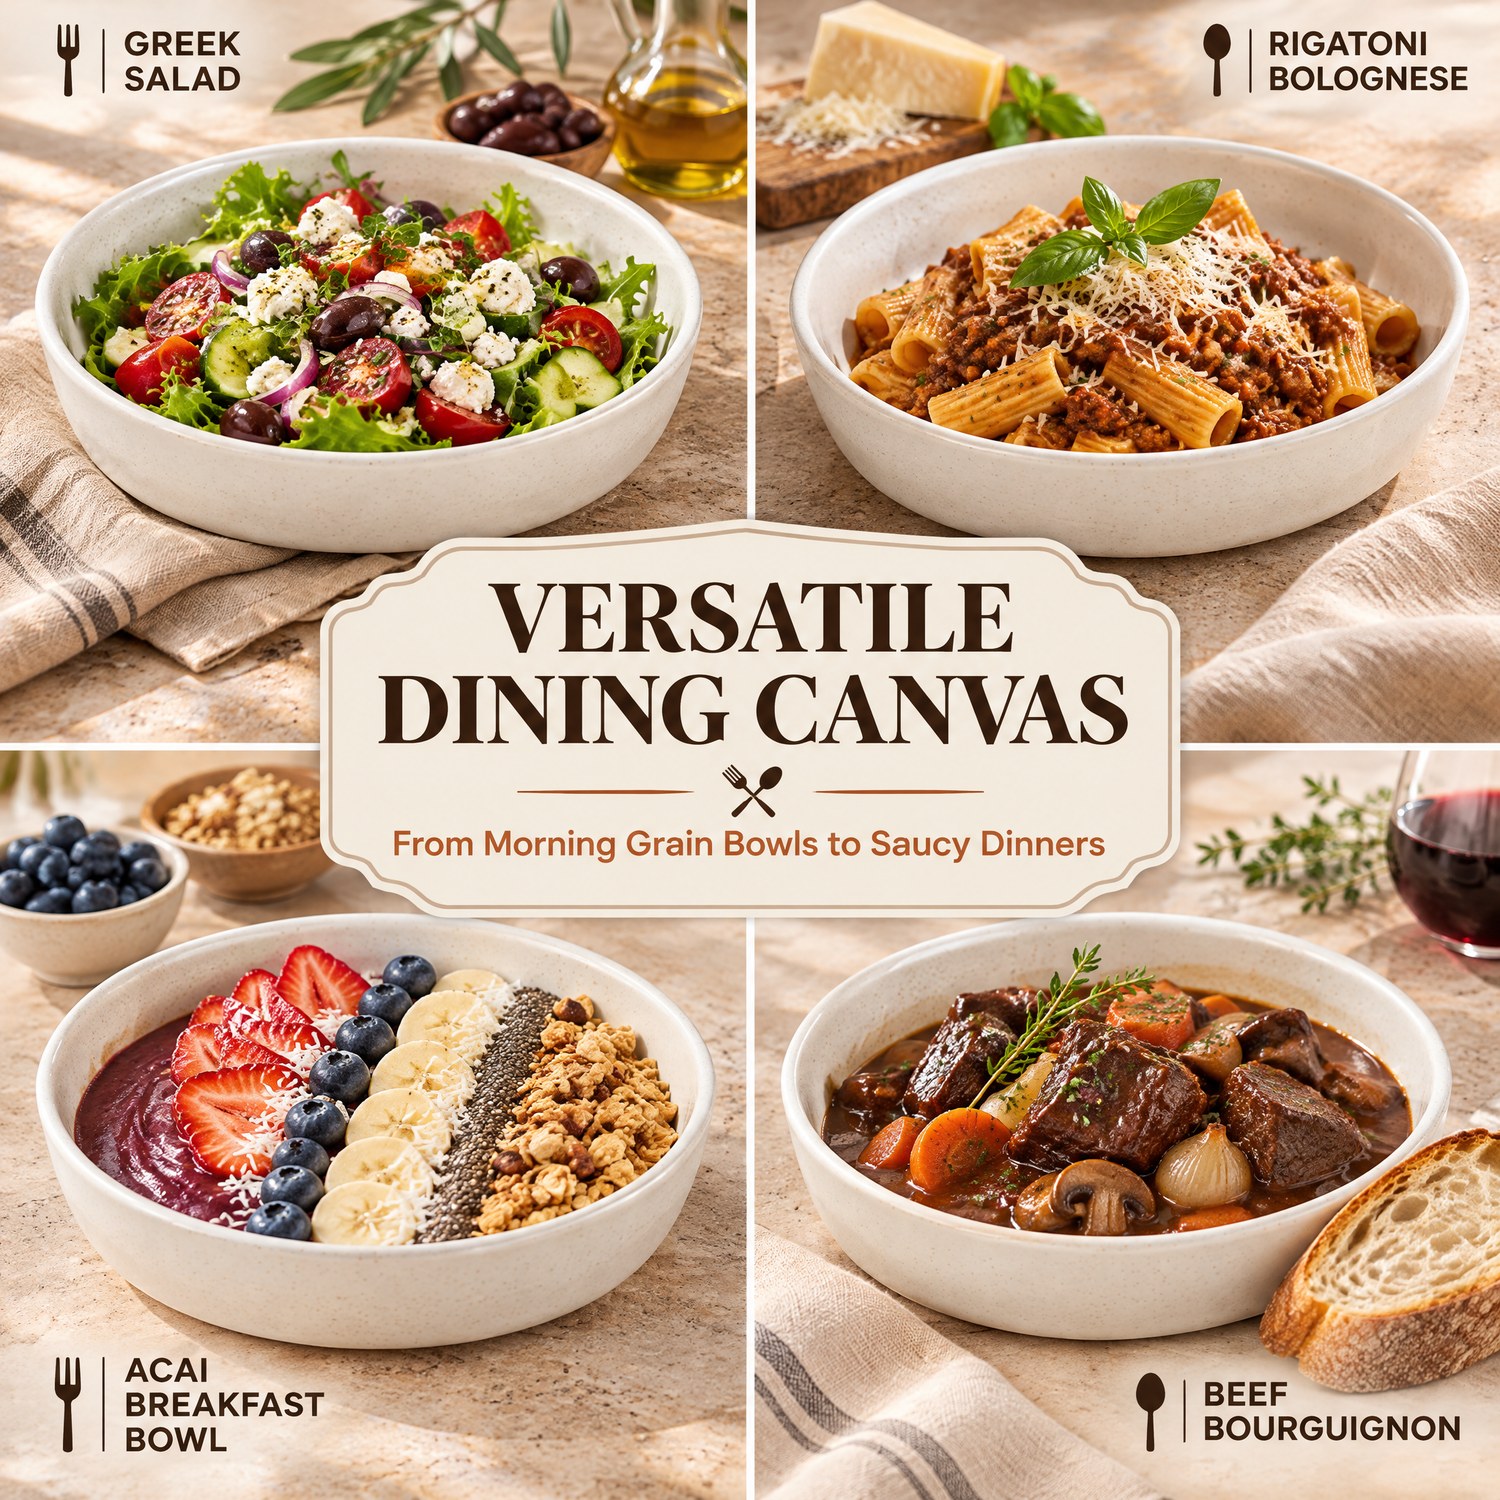 GREEK
SALAD
RIGATONI
BOLOGNESE
VERSATILE
DINING CANVAS
From Morning Grain Bowls to Saucy Dinners
ACAI
BREAKFAST
BOWL
BEEF
BOURGUIGNON